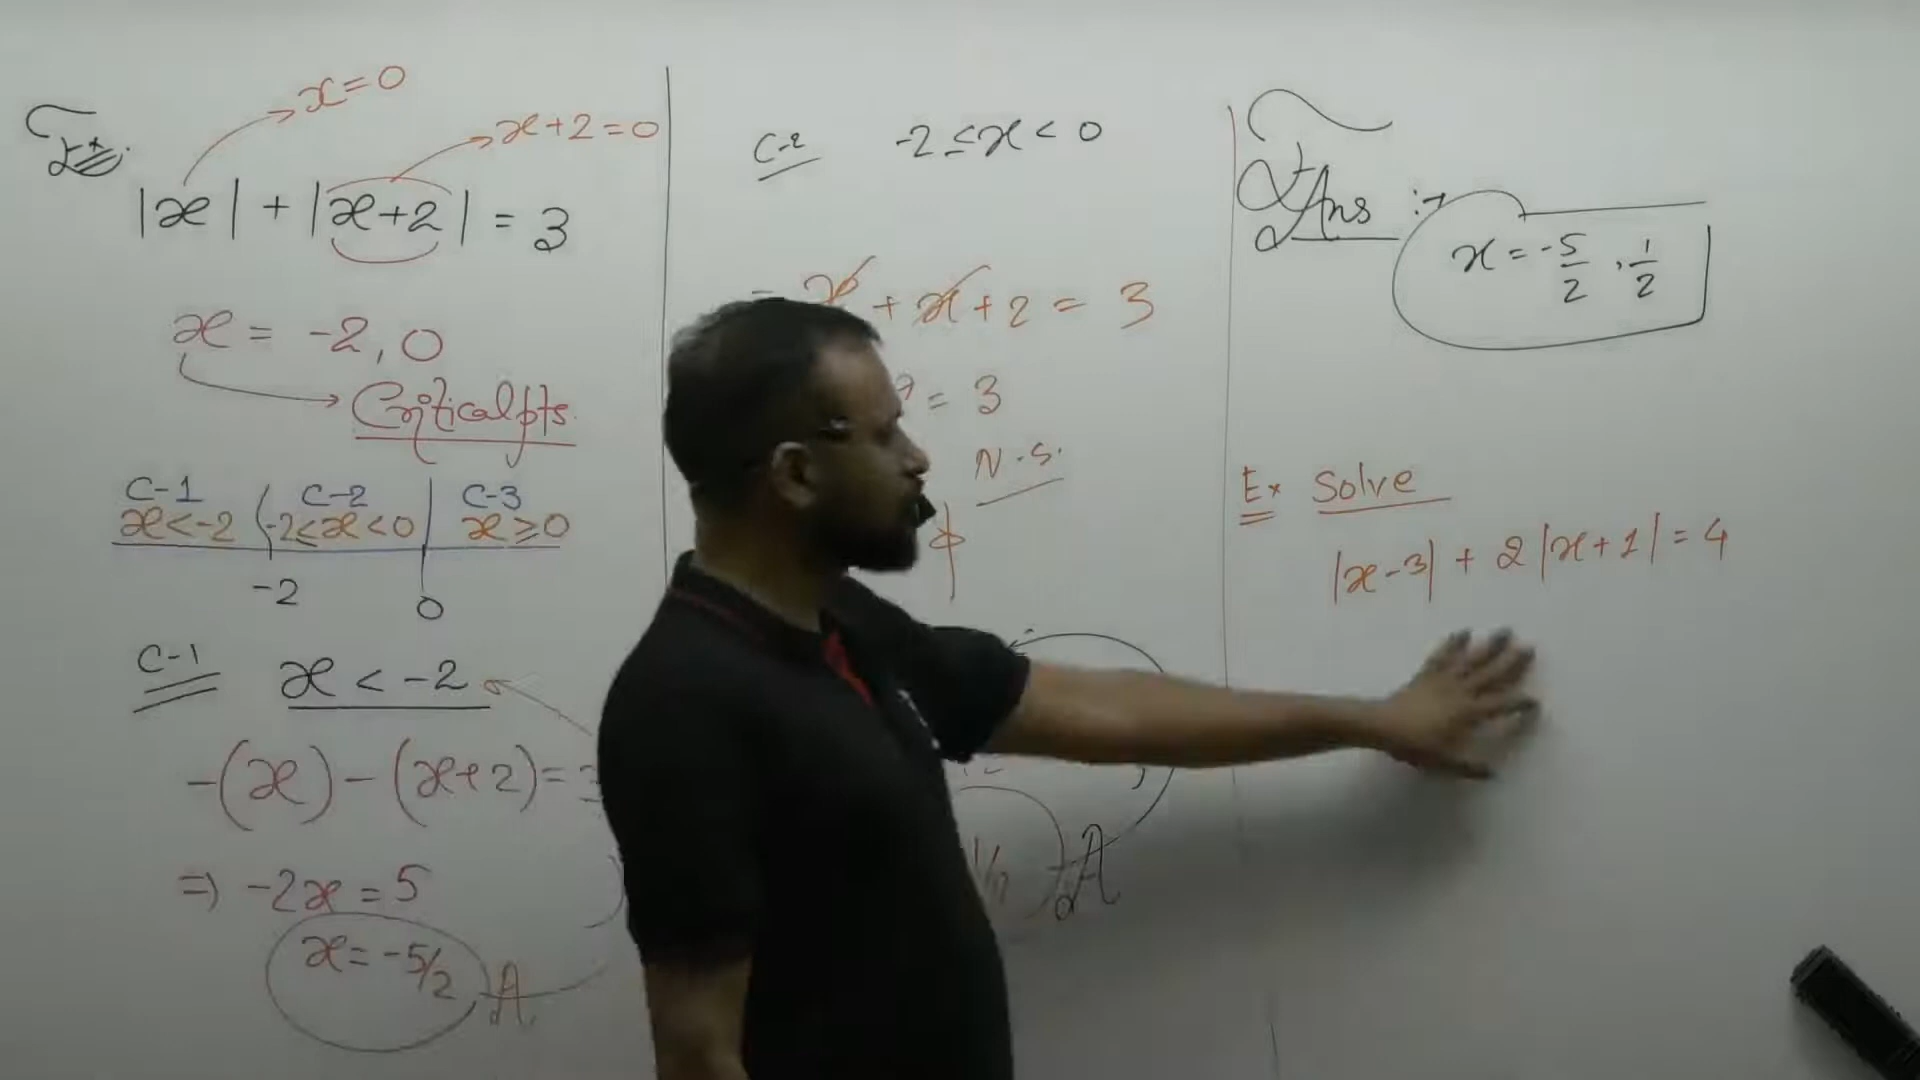 Ex.
x=0
x+2=0
|x| + |x+2| = 3
x = -2, 0
Critical pts.
C-1 C-2 C-3
x<-2 -2≤x<0 x≥0
-2 0
C-1 x < -2
-(x) - (x+2) = 3
⇒ -2x = 5
x = -5/2 A
C-2 -2≤x< 0
- x + x + 2 = 3
= 3
N.S.
ϕ
A
Ans :→
x = -5/2 , 1/2
Ex Solve
|x-3| + 2|x+1| = 4